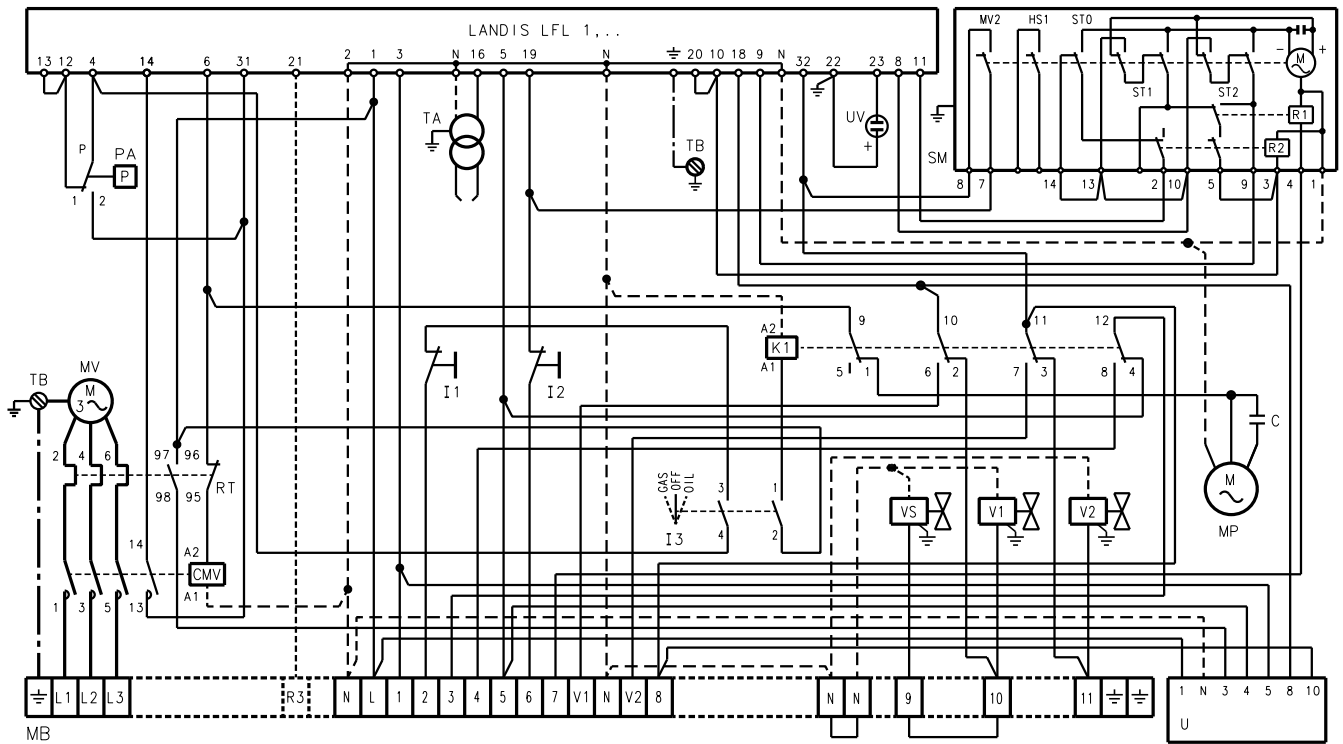 LANDIS LFL 1,..
13 12 4 14 6 31 21 2 1 3 N 16 5 19 N 20 10 18 9 N 32 22 23 8 11
MV2 HS1 ST0
- M +
ST1 ST2
R1
R2
SM
8 7 14 13 2 10 5 9 3 4 1
TA
UV
+
TB
P PA
P
1 2
9 10 11 12
A2
K1
A1
5 1 6 2 7 3 8 4
I1 I2
C
MV
TB
M
3
2 4 6 97 96
RT
98 95
GAS
OFF
OIL
3 1
I3 4 2
VS V1 V2
M
MP
14 A2
CMV
A1
1 3 5 13
L1 L2 L3 R3 N L 1 2 3 4 5 6 7 V1 N V2 8 N N 9 10 11
1 N 3 4 5 8 10
U
MB